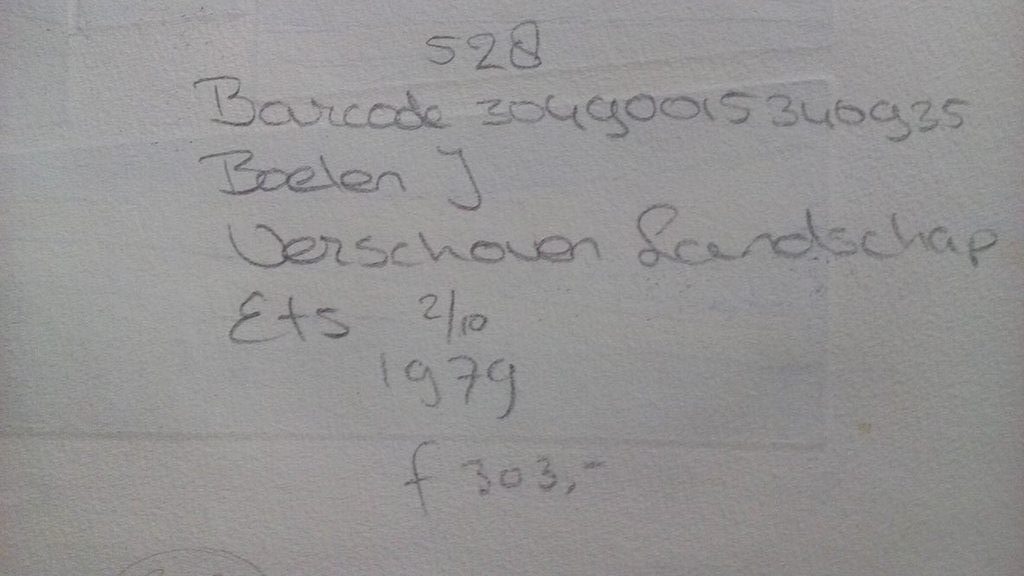 528
Barcode 30490015340935
Boelen J
Verschoven Landschap
Ets 2/10
1979
f 303,-